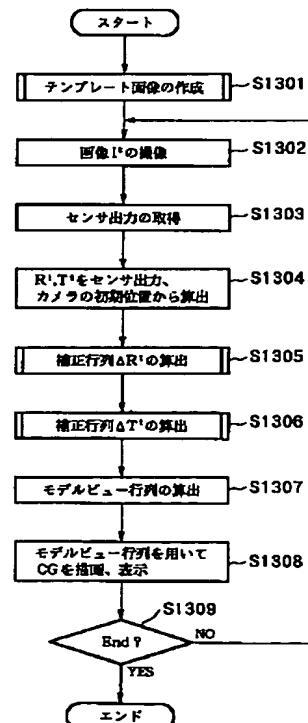 スタート
テンプレート画像の作成 S1301
画像Iᵗの撮像 S1302
センサ出力の取得 S1303
Rᵗ,Tᵗをセンサ出力、
カメラの初期位置から算出 S1304
補正行列ΔRᵗの算出 S1305
補正行列ΔTᵗの算出 S1306
モデルビュー行列の算出 S1307
モデルビュー行列を用いて
CGを描画、表示 S1308
S1309
End?
NO
YES
エンド